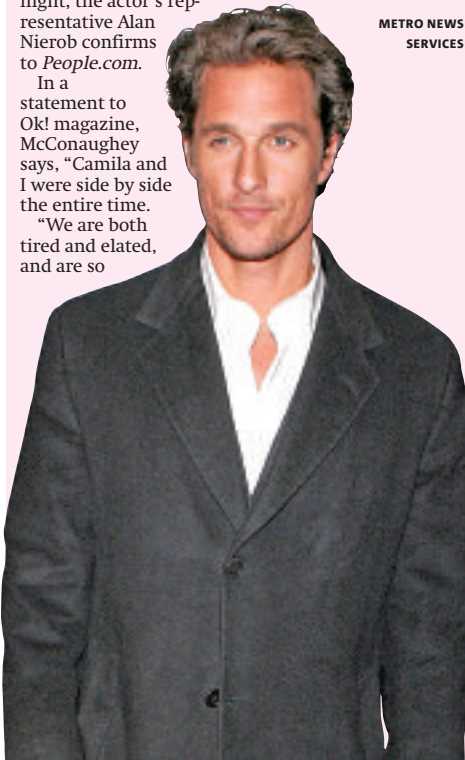 night, the actor's rep-
resentative Alan
Nierob confirms
to People.com.
In a
statement to
Ok! magazine,
McConaughey
says, “Camila and
I were side by side
the entire time.
“We are both
tired and elated,
and are so
METRO NEWS
SERVICES